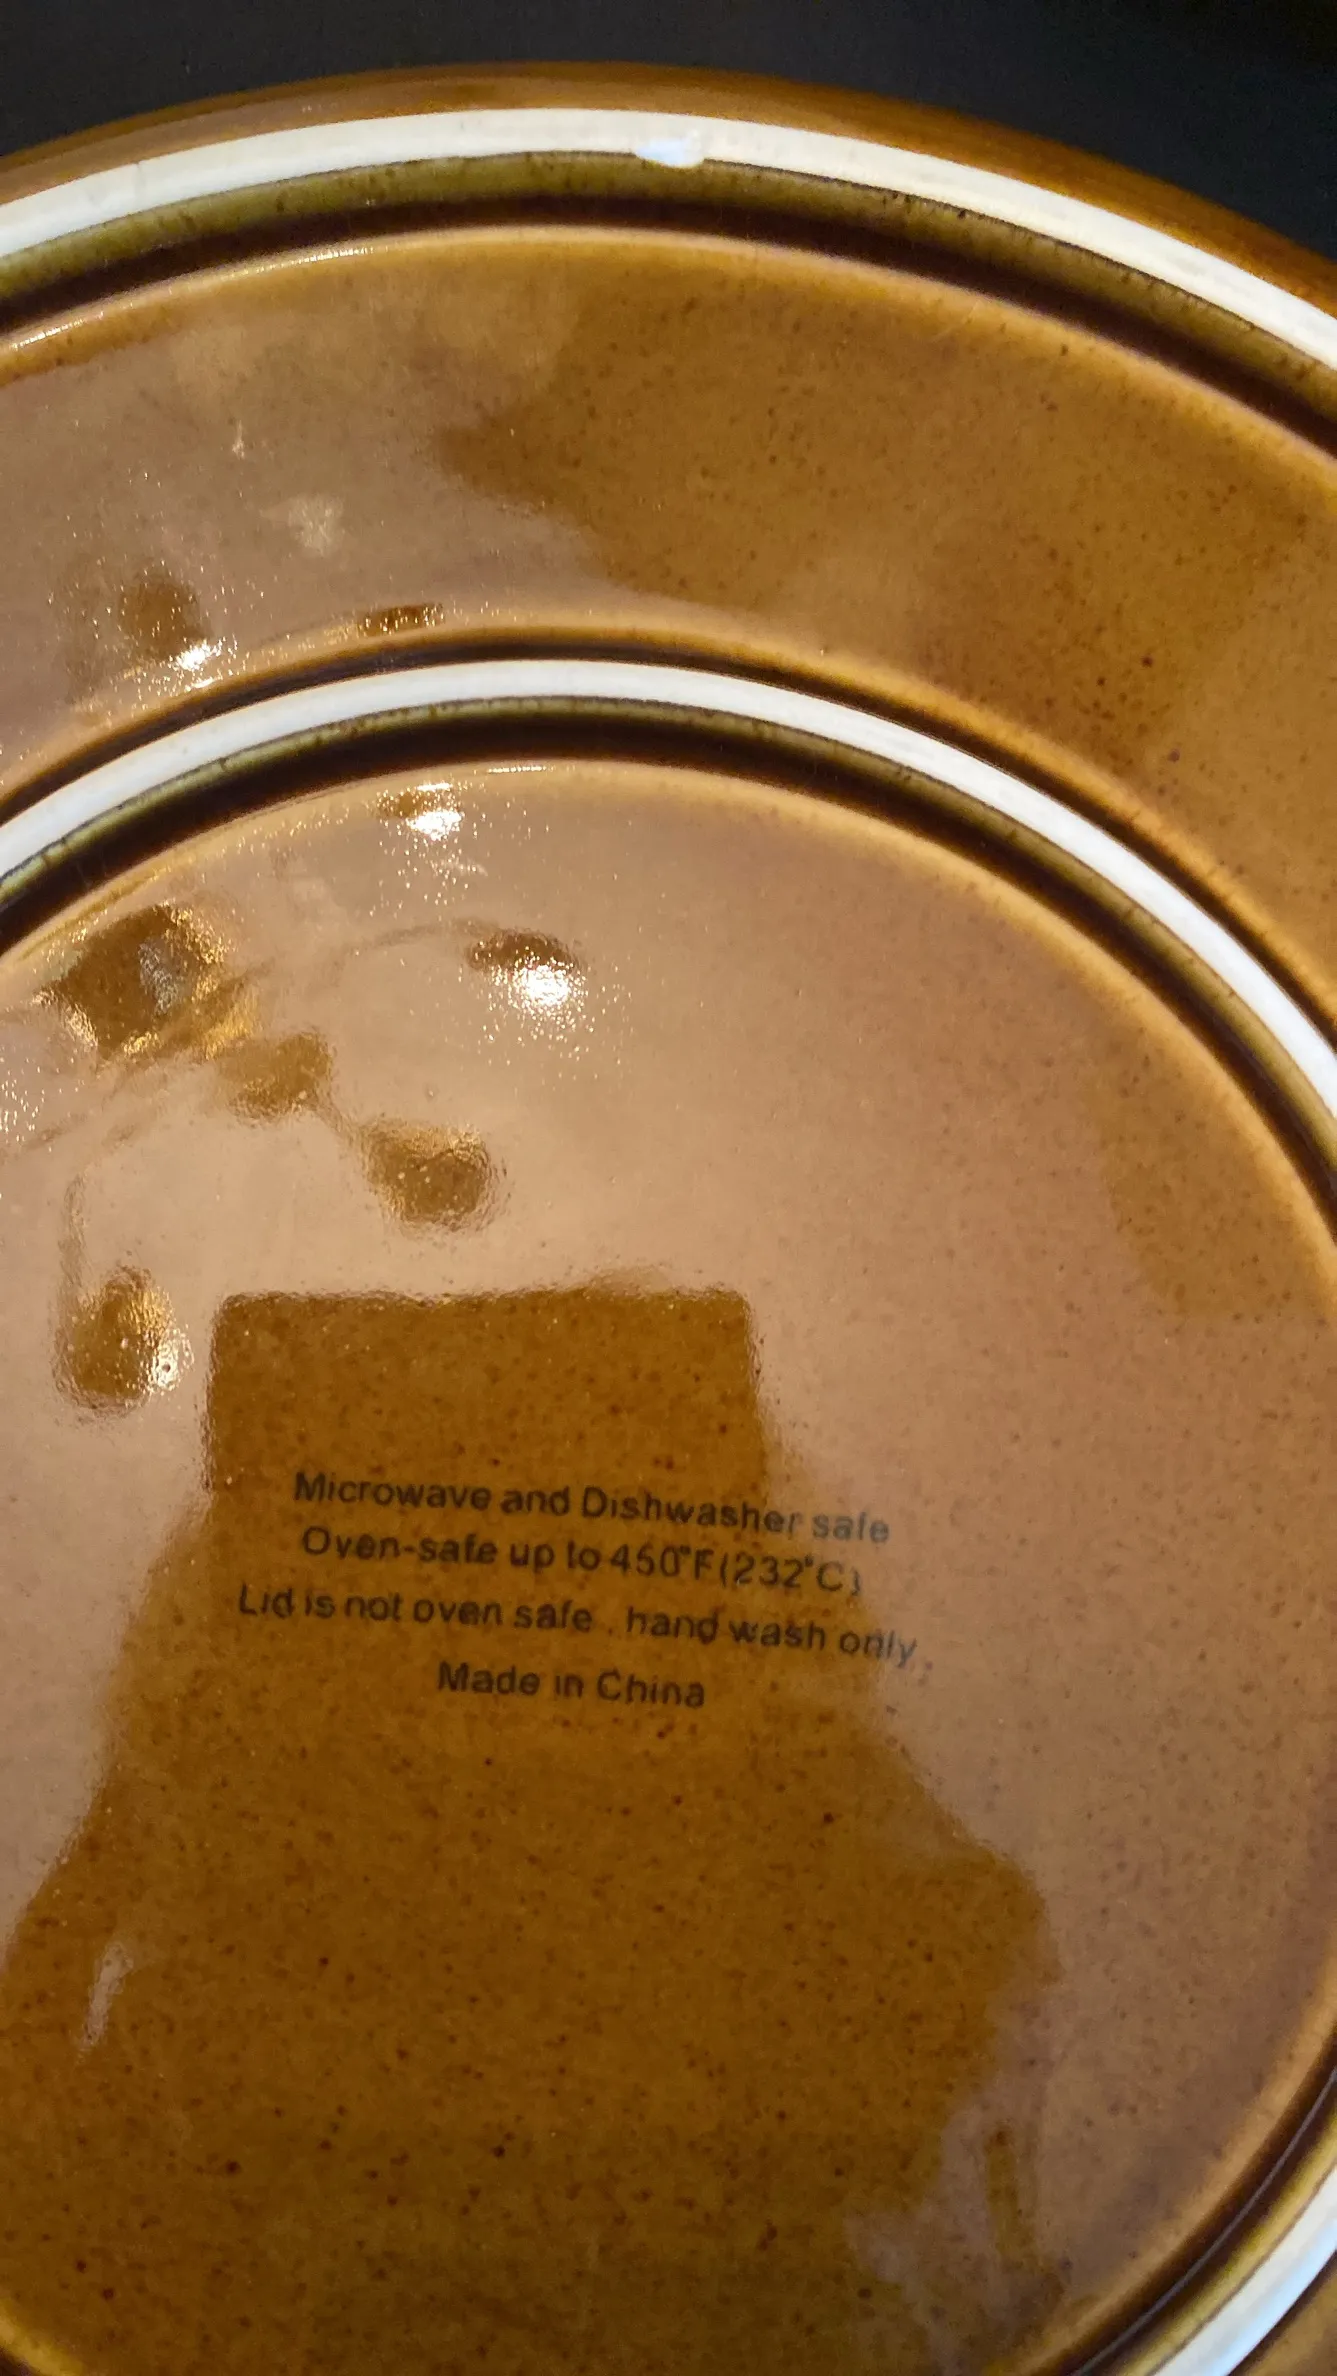 Microwave and Dishwasher safe
Oven-safe up to 450°F(232°C)
Lid is not oven safe . hand wash only .
Made in China